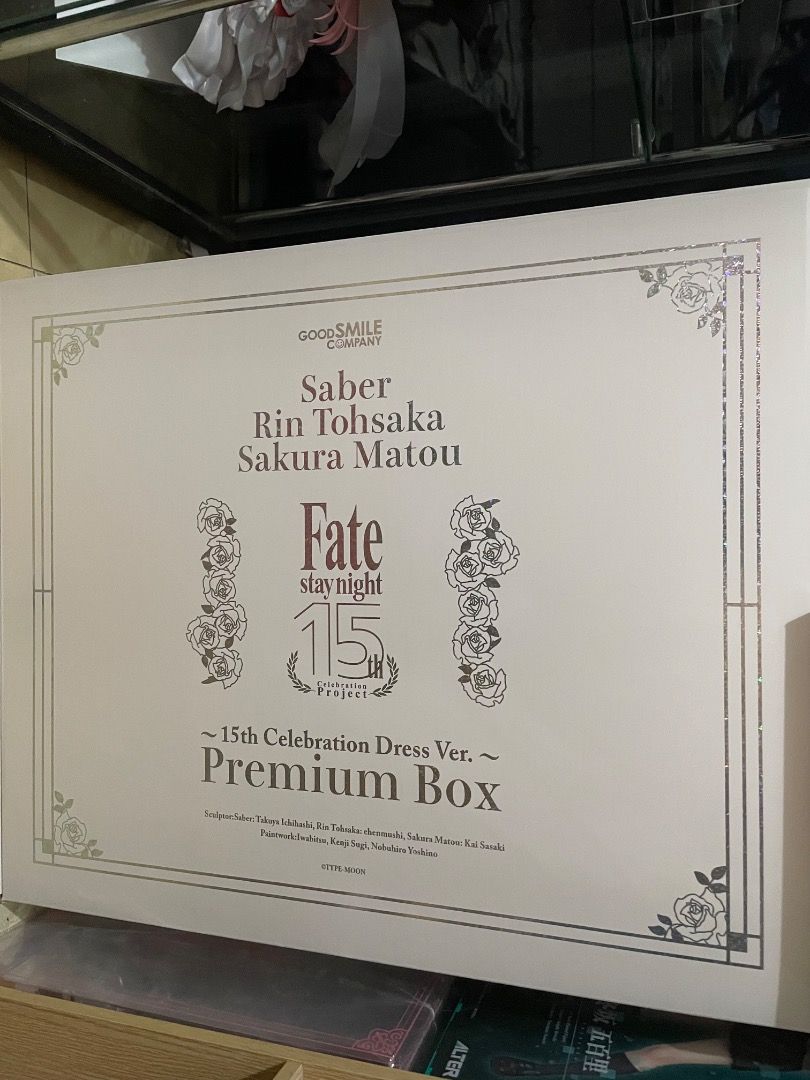 GOOD SMILE
COMPANY
Saber
Rin Tohsaka
Sakura Matou
Fate
stay night
15th
Celebration
Project
～15th Celebration Dress Ver.～
Premium Box
Sculptor:Saber:Takuya Ichihashi, Rin Tohsaka: chenmushi, Sakura Matou: Kai Sasaki
Paintwork:Iwabitsu, Kenji Sugi, Nobuhiro Yoshino
©TYPE-MOON
ALTER